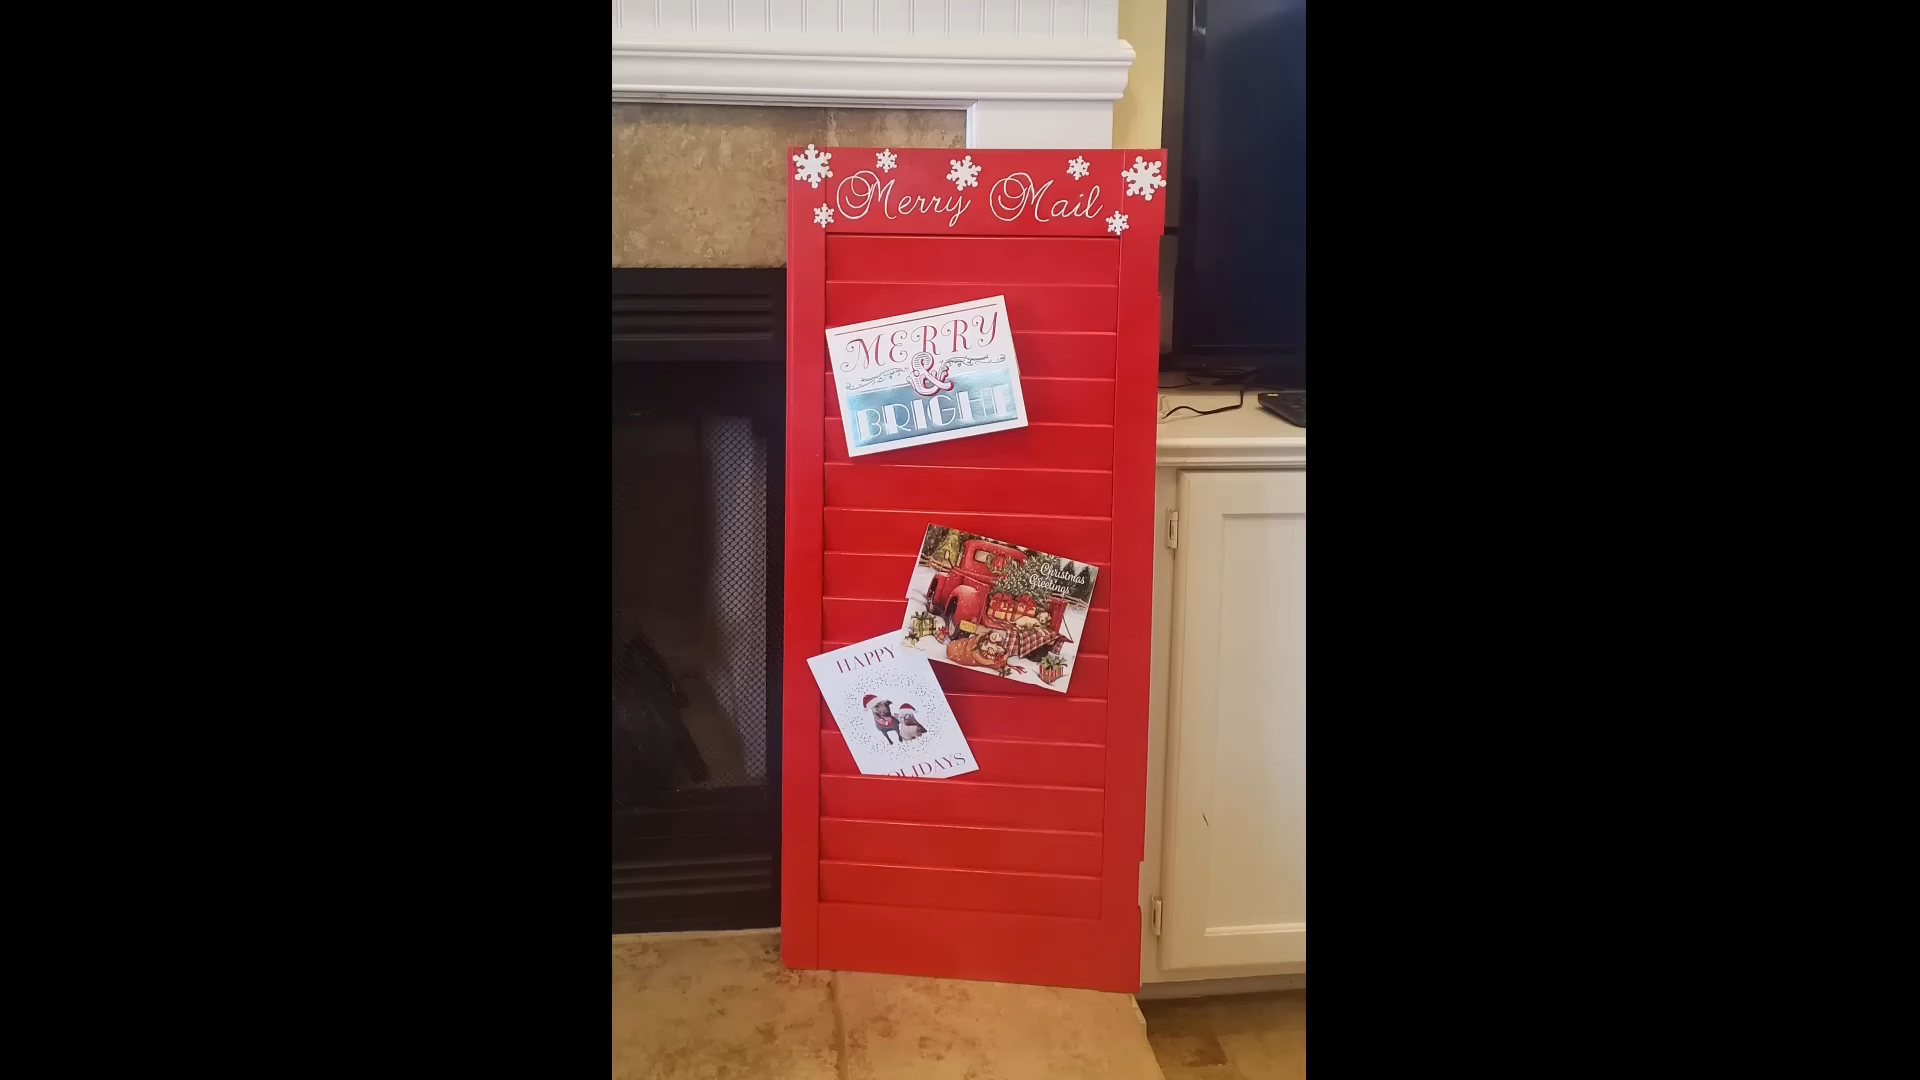 Merry Mail
MERRY
&
BRIGHT
Christmas
Greetings
HAPPY
OLIDAYS